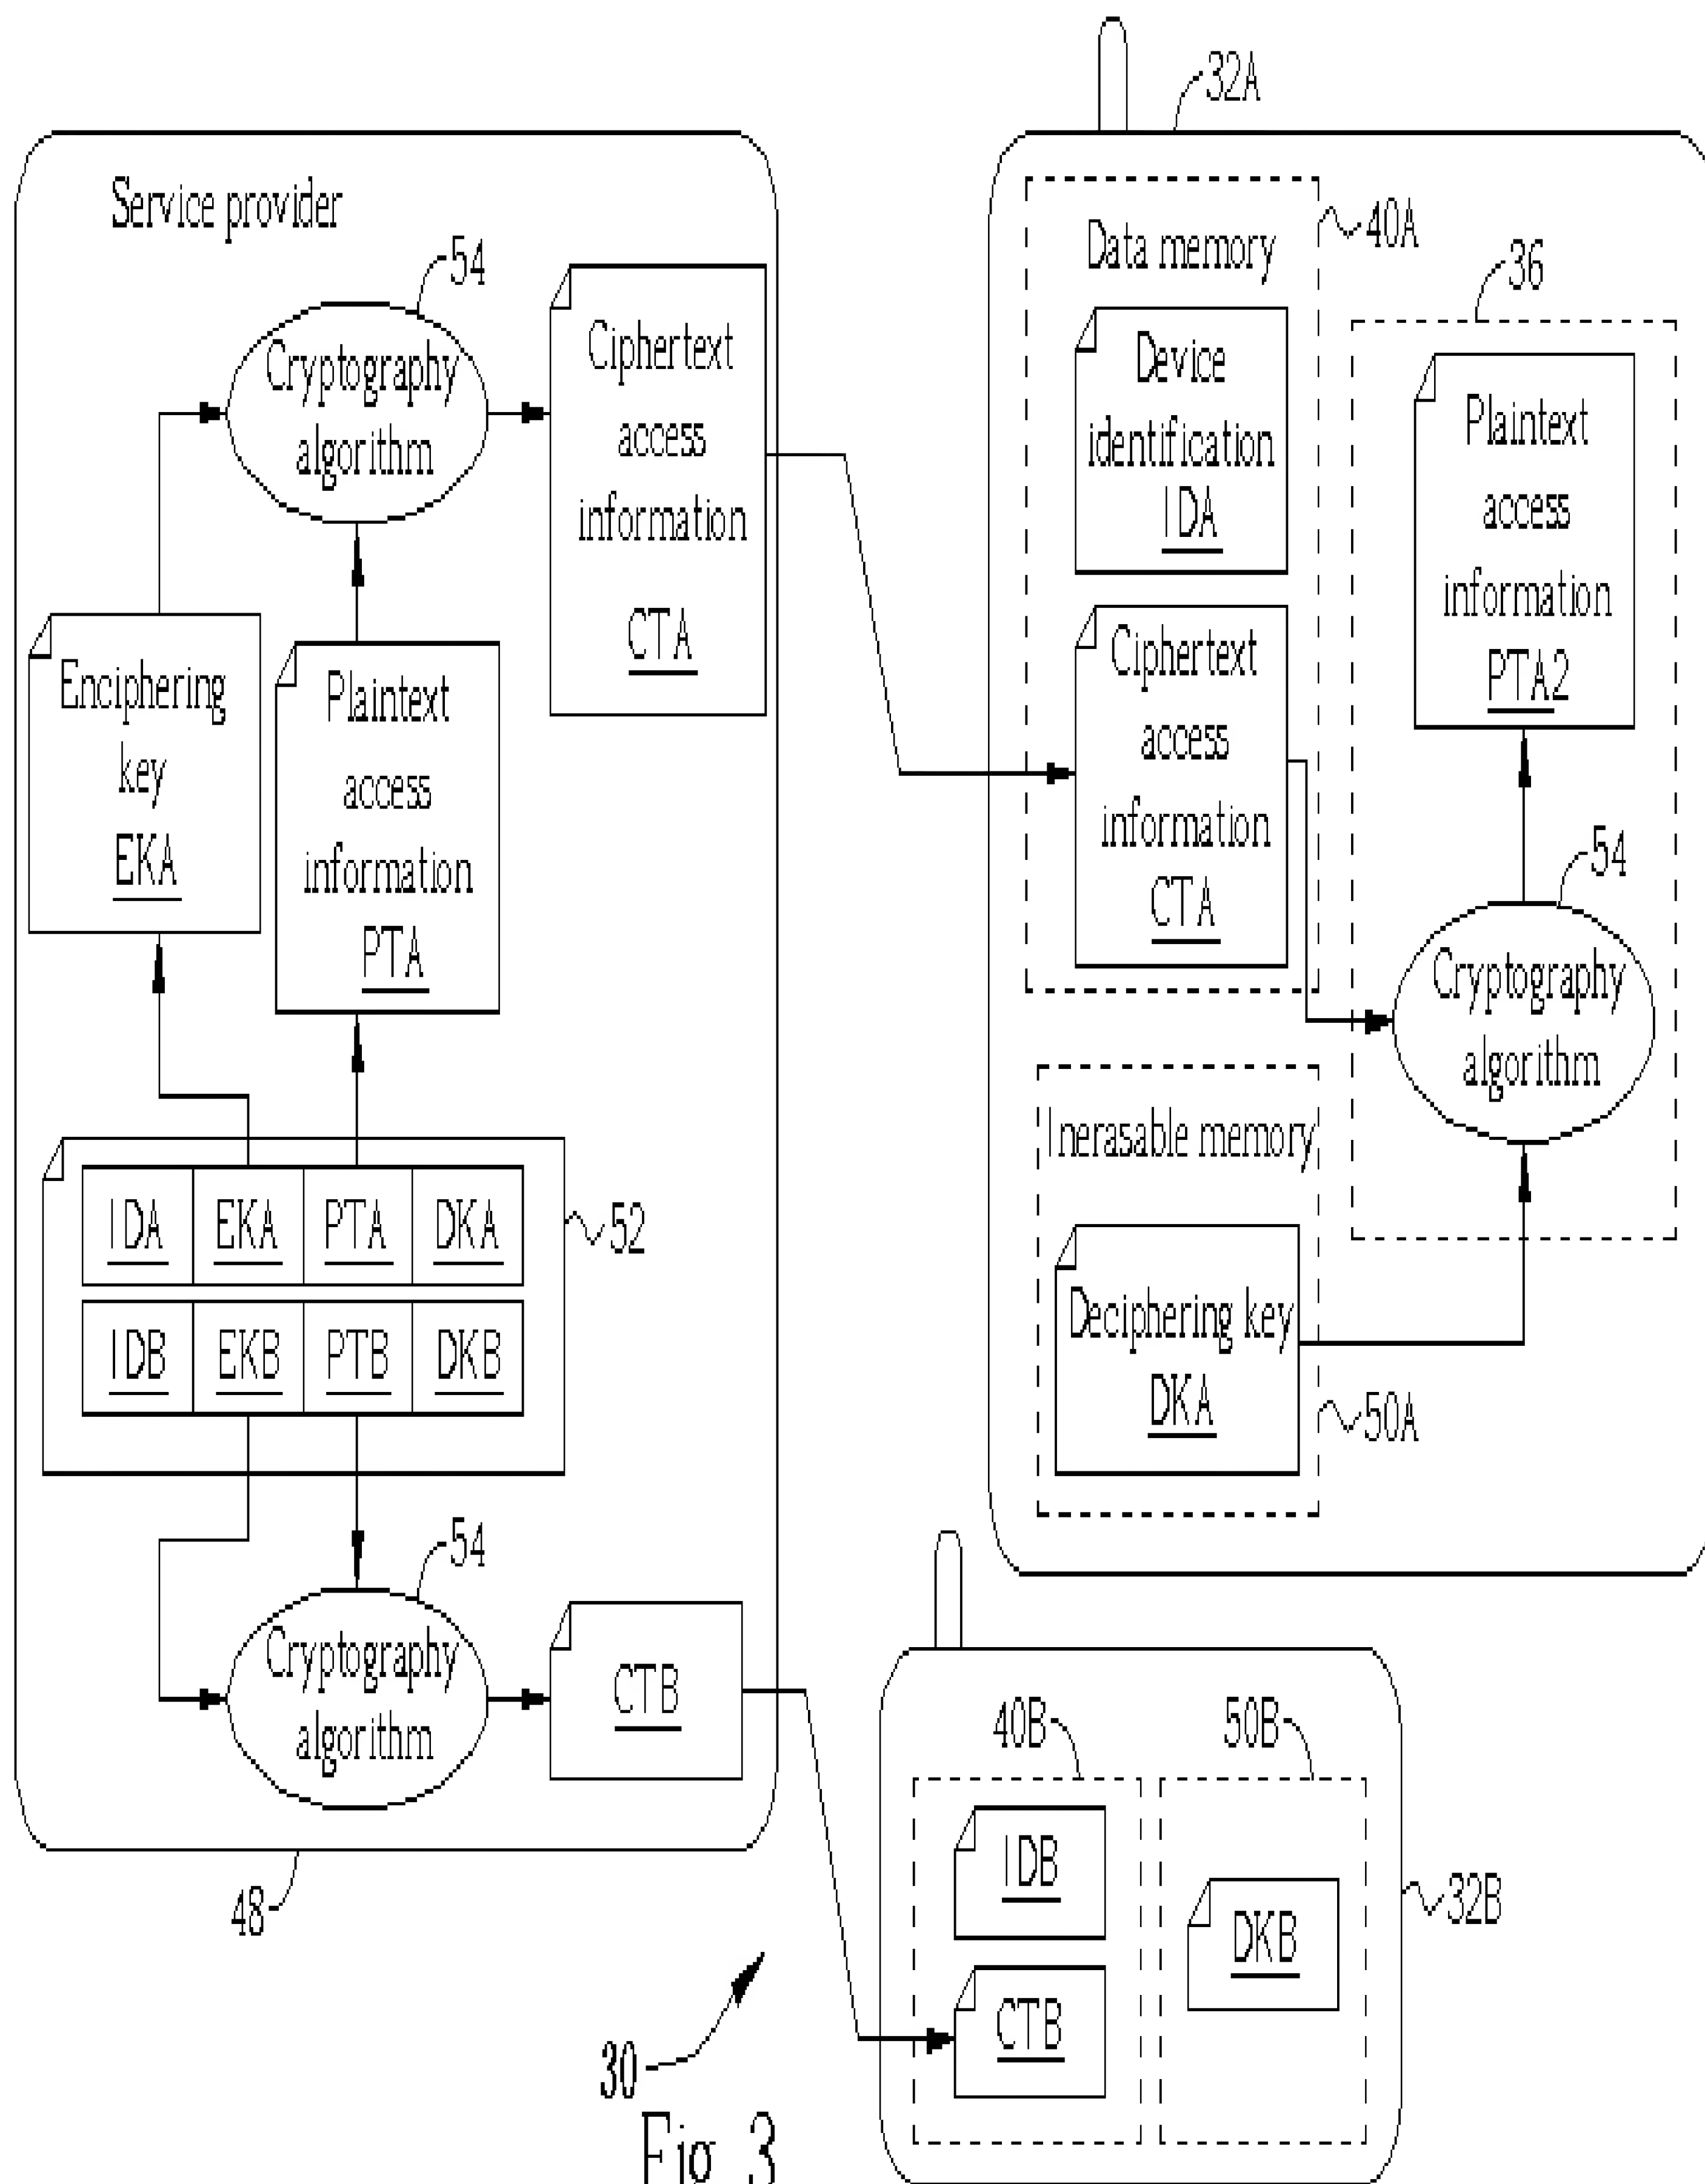 32A
Service provider
54
Cryptography
algorithm
Ciphertext
access
information
CTA
Enciphering
key
EKA
Plaintext
access
information
PTA
IDA EKA PTA DKA
IDB EKB PTB DKB
52
54
Cryptography
algorithm
CTB
48
Data memory
40A
Device
identification
IDA
Ciphertext
access
information
CTA
36
Plaintext
access
information
PTA2
54
Cryptography
algorithm
Inerasable memory
Deciphering key
DKA
50A
40B
50B
IDB
CTB
DKB
32B
30
Fig. 3